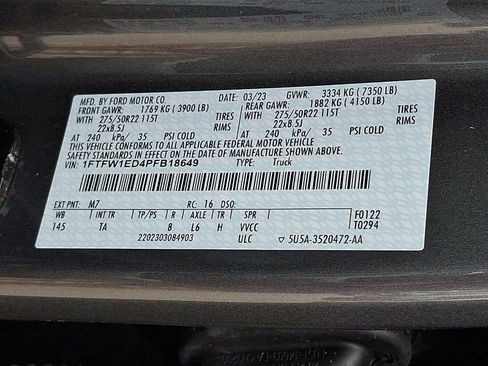 MFD. BY FORD MOTOR CO.
03/23 GVWR: 3334 KG ( 7350 LB)
FRONT GAWR: 1769 KG ( 3900 LB) REAR GAWR: 1882 KG ( 4150 LB)
WITH 275/50R22 115T TIRES WITH 275/50R22 115T TIRES
22x8.5J RIMS 22x8.5J RIMS
AT 240 kPa/ 35 PSI COLD AT 240 kPa/ 35 PSI COLD
THIS VEHICLE CONFORMS TO ALL APPLICABLE FEDERAL MOTOR VEHICLE
SAFETY STANDARDS IN EFFECT ON THE DATE OF MANUFACTURE SHOWN ABOVE.
VIN: 1FTFW1ED4PFB18649 TYPE: Truck
EXT PNT: M7 RC: 16 DSO: F0122
WB INT TR TP/PS R AXLE TR SPR T0294
145 TA 8 L6 H VVCC
2202303084903 ULC 5U5A-3520472-AA